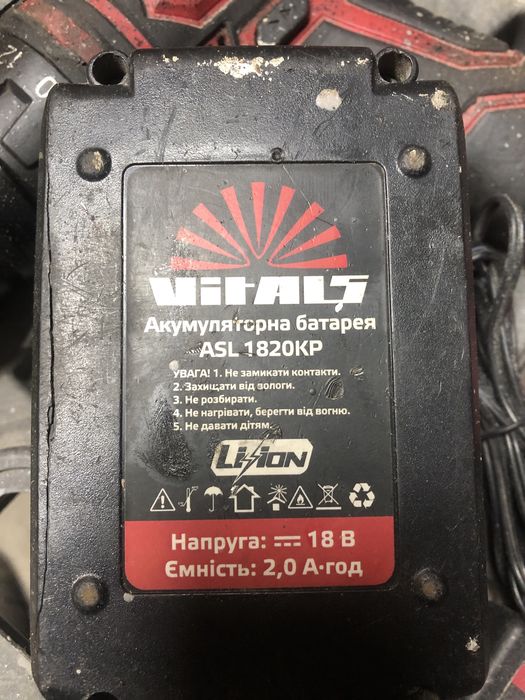 VitALS
Акумуляторна батарея
ASL 1820KP
УВАГА! 1. Не замикати контакти.
2. Захищати від вологи.
3. Не розбирати.
4. Не нагрівати, берегти від вогню.
5. Не давати дітям.
Li-ION
Напруга: 18 В
Ємність: 2,0 А·год